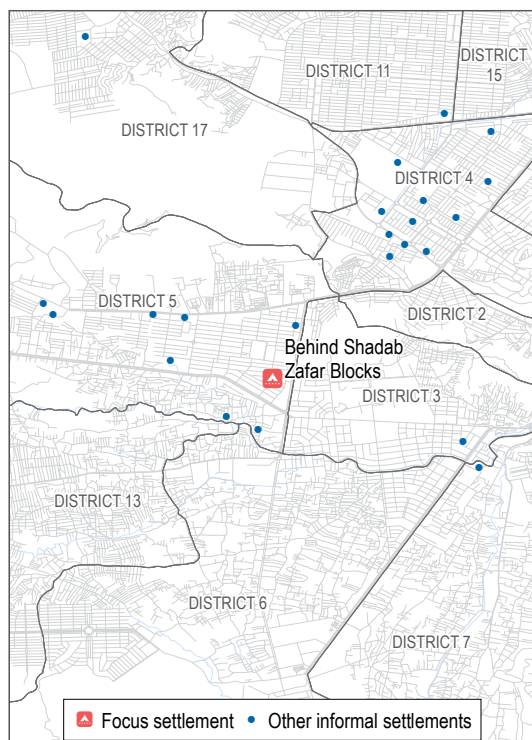 DISTRICT 11
DISTRICT
15
DISTRICT 17
DISTRICT 4
DISTRICT 5
DISTRICT 2
Behind Shadab
Zafar Blocks
DISTRICT 3
DISTRICT 13
DISTRICT 6
DISTRICT 7
Focus settlement
Other informal settlements